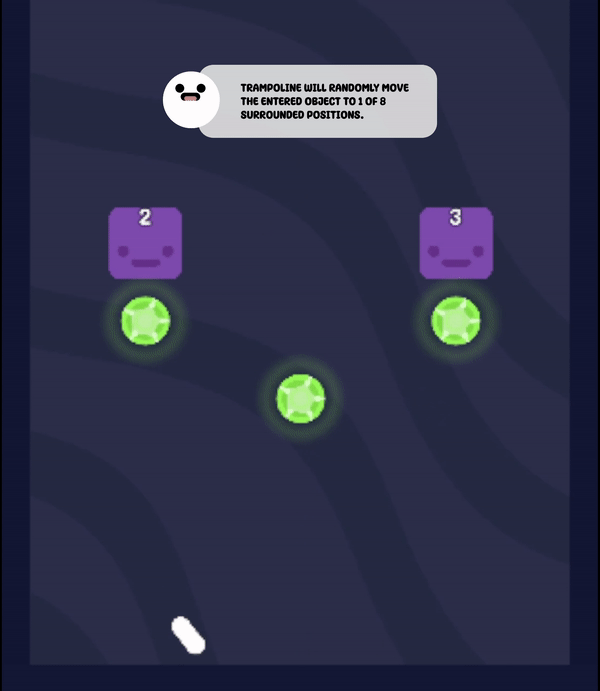 TRAMPOLINE WILL RANDOMLY MOVE
THE ENTERED OBJECT TO 1 OF 8
SURROUNDED POSITIONS.
2
3